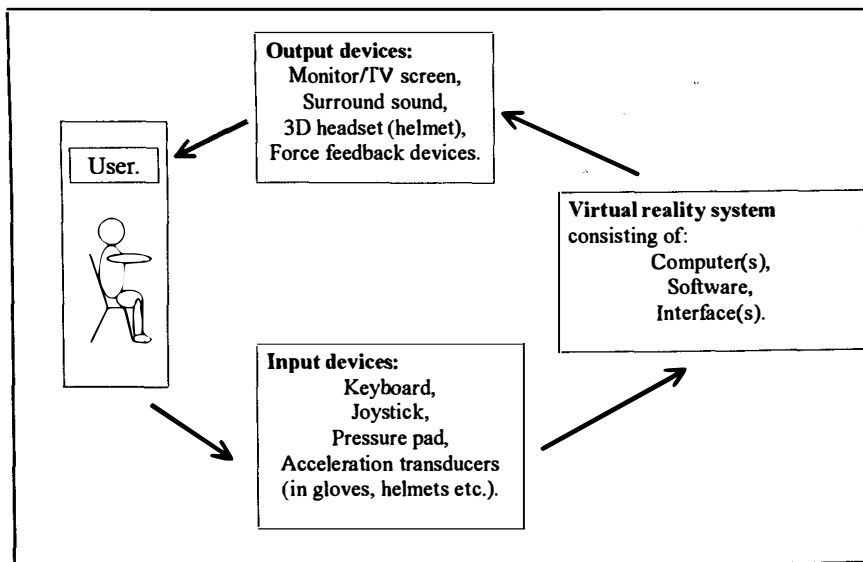 Output devices:
Monitor/TV screen,
Surround sound,
3D headset (helmet),
Force feedback devices.
User.
Virtual reality system
consisting of:
Computer(s),
Software,
Interface(s).
Input devices:
Keyboard,
Joystick,
Pressure pad,
Acceleration transducers
(in gloves, helmets etc.).